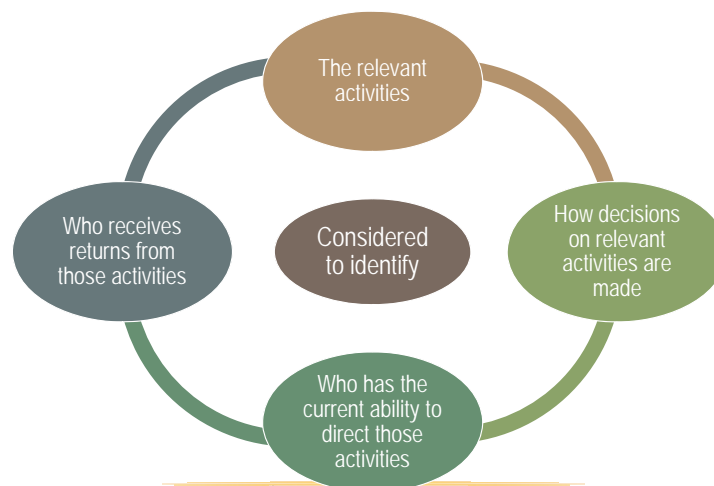 The relevant
activities
How decisions
on relevant
activities are
made
Who has the
current ability to
direct those
activities
Who receives
returns from
those activities
Considered
to identify